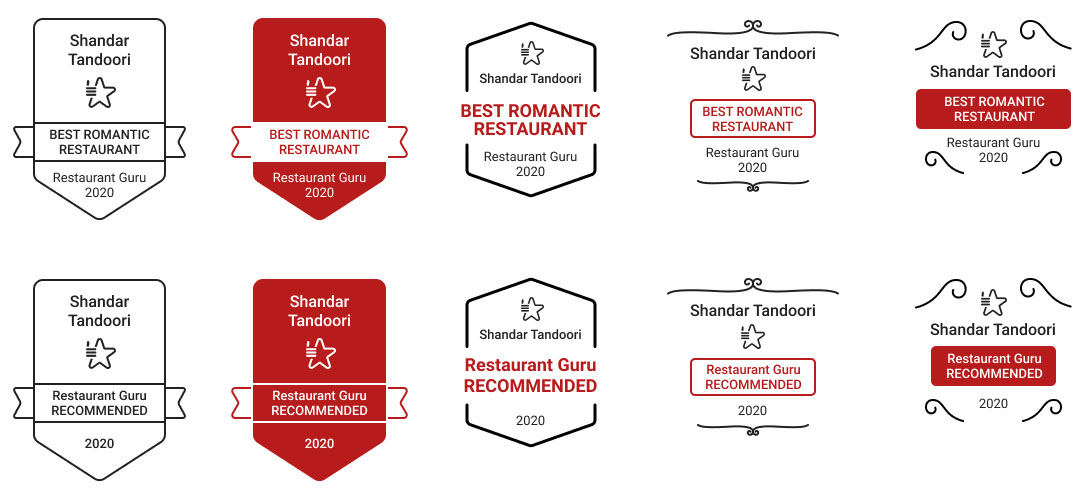 Shandar
Tandoori
BEST ROMANTIC
RESTAURANT
Restaurant Guru
2020
Shandar
Tandoori
BEST ROMANTIC
RESTAURANT
Restaurant Guru
2020
Shandar Tandoori
BEST ROMANTIC
RESTAURANT
Restaurant Guru
2020
Shandar Tandoori
BEST ROMANTIC
RESTAURANT
Restaurant Guru
2020
Shandar Tandoori
BEST ROMANTIC
RESTAURANT
Restaurant Guru
2020
Shandar
Tandoori
Restaurant Guru
RECOMMENDED
2020
Shandar
Tandoori
Restaurant Guru
RECOMMENDED
2020
Shandar Tandoori
Restaurant Guru
RECOMMENDED
2020
Shandar Tandoori
Restaurant Guru
RECOMMENDED
2020
Shandar Tandoori
Restaurant Guru
RECOMMENDED
2020